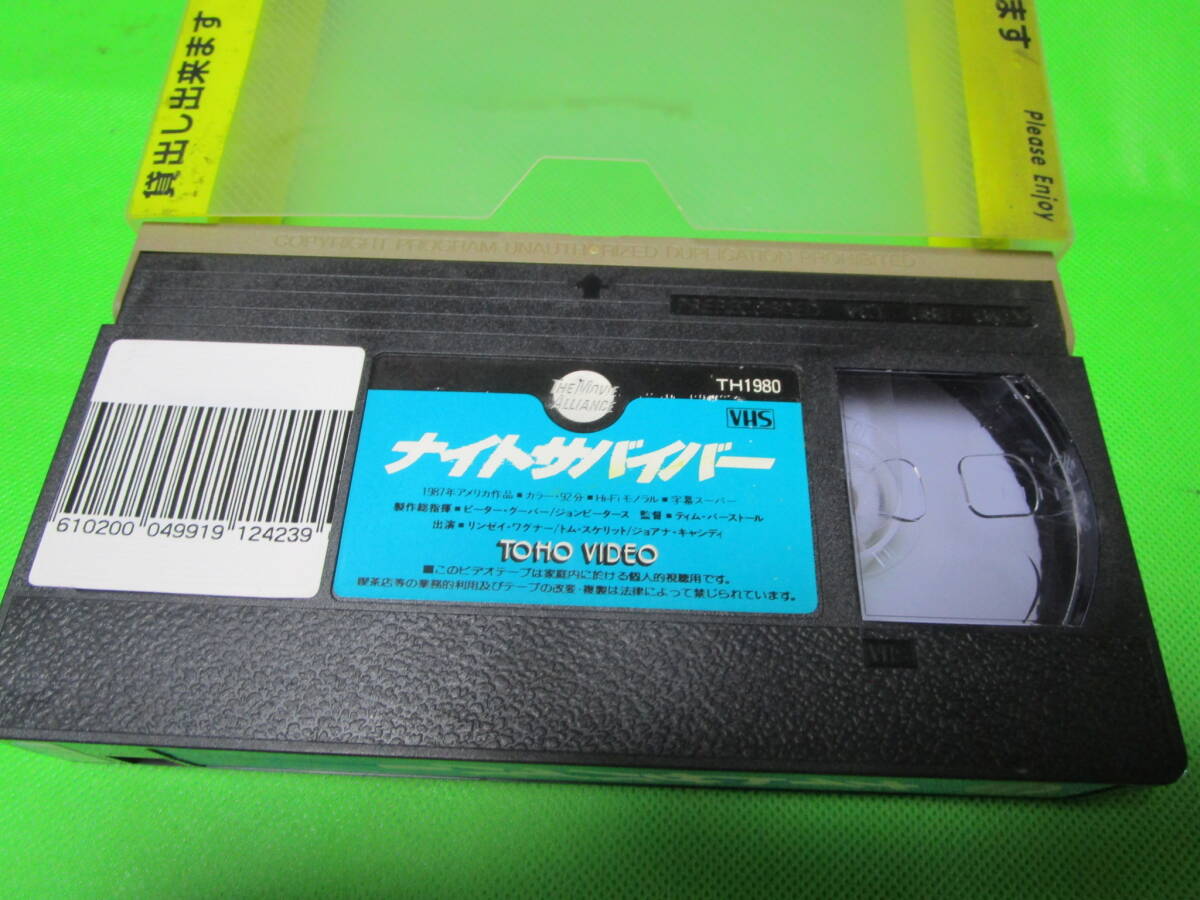 貸出し出来ます
ます
Please Enjoy
COPYRIGHT PROGRAM UNAUTHORIZED DUPLICATION PROHIBITED
THE MOVIE
ALLIANCE
TH1980
VHS
ナイトサバイバー
1987年アメリカ作品■カラー・92分■Hi-Fiモノラル■字幕スーパー
製作総指揮■ピーター・グーバー/ジョンピータース 監督■ティム・バーストール
出演■リンゼイ・ワグナー/トム・スケリット/ジョアナ・キャシディ
TOHO VIDEO
■このビデオテープは家庭内に於ける個人的視聴用です。
喫茶店等の業務的利用及びテープの改変・複製は法律によって禁じられています。
610200 049919 124239
VHS